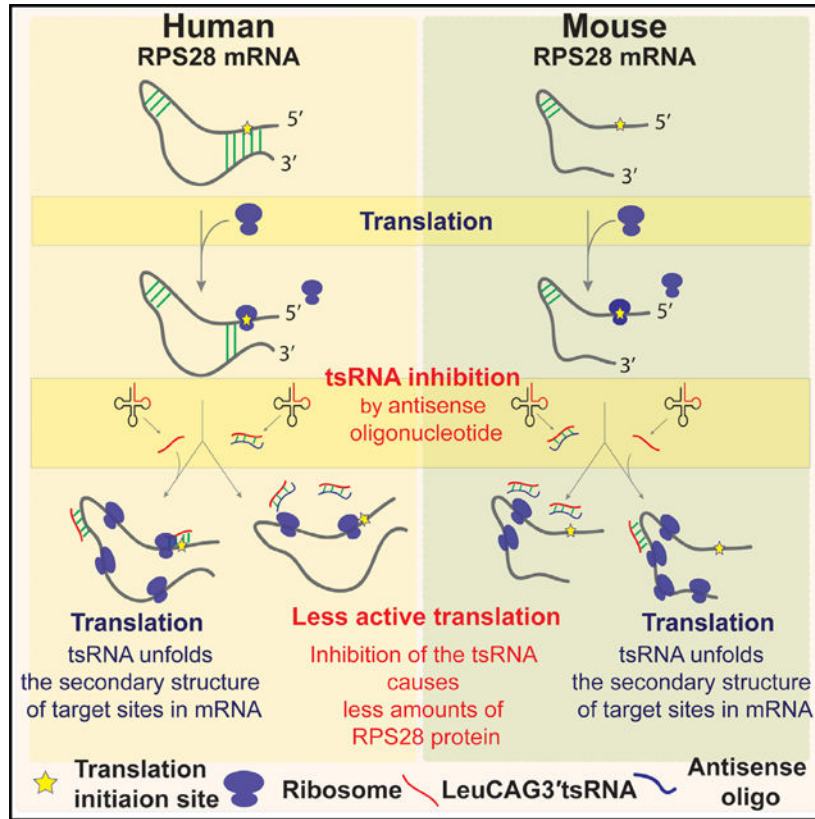 Human
RPS28 mRNA
Mouse
RPS28 mRNA
5′
3′
5′
3′
Translation
5′
3′
5′
3′
tsRNA inhibition
by antisense
oligonucleotide
Translation
tsRNA unfolds
the secondary structure
of target sites in mRNA
Less active translation
Inhibition of the tsRNA
causes
less amounts of
RPS28 protein
Translation
tsRNA unfolds
the secondary structure
of target sites in mRNA
Translation
initiaion site
Ribosome
LeuCAG3′tsRNA
Antisense
oligo